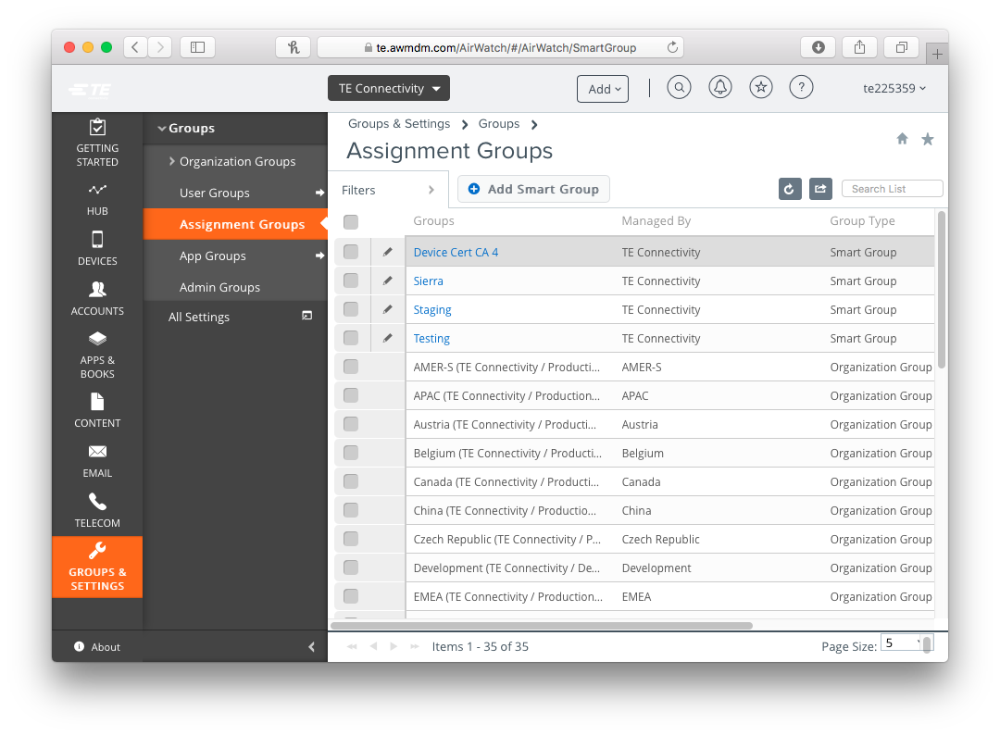 te.awmdm.com/AirWatch/#/AirWatch/SmartGroup
TE
TE Connectivity
Add
te225359
GETTING
STARTED
HUB
DEVICES
ACCOUNTS
APPS &
BOOKS
CONTENT
EMAIL
TELECOM
GROUPS &
SETTINGS
About
Groups
Organization Groups
User Groups
Assignment Groups
App Groups
Admin Groups
All Settings
Groups & Settings > Groups >
Assignment Groups
Filters >
Add Smart Group
Search List
Groups Managed By Group Type
Device Cert CA 4 TE Connectivity Smart Group
Sierra TE Connectivity Smart Group
Staging TE Connectivity Smart Group
Testing TE Connectivity Smart Group
AMER-S (TE Connectivity / Producti... AMER-S Organization Group
APAC (TE Connectivity / Production... APAC Organization Group
Austria (TE Connectivity / Producti... Austria Organization Group
Belgium (TE Connectivity / Producti... Belgium Organization Group
Canada (TE Connectivity / Producti... Canada Organization Group
China (TE Connectivity / Productio... China Organization Group
Czech Republic (TE Connectivity / P... Czech Republic Organization Group
Development (TE Connectivity / De... Development Organization Group
EMEA (TE Connectivity / Production... EMEA Organization Group
Items 1 - 35 of 35
Page Size: 5